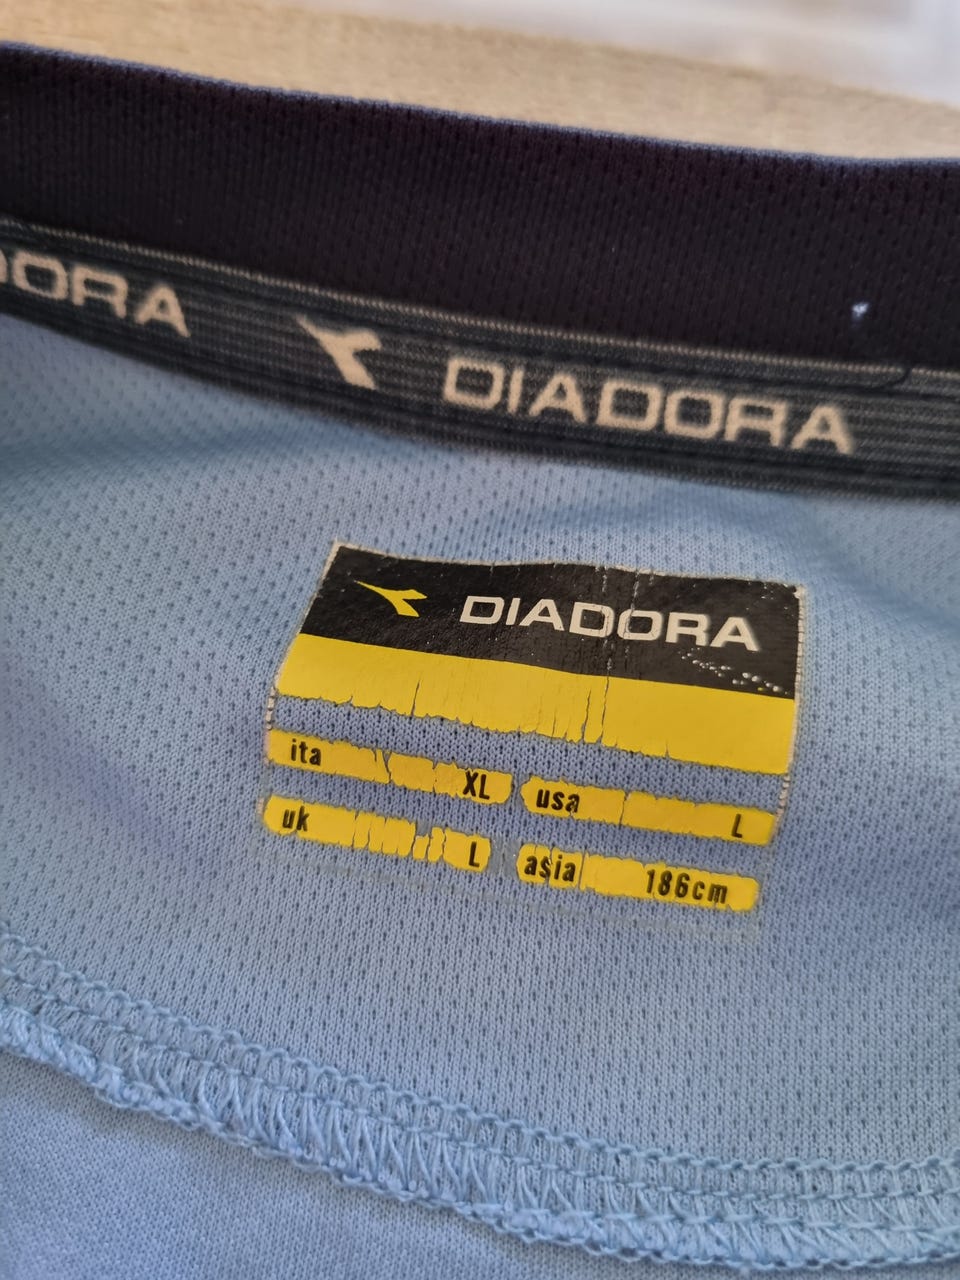 DORA DIADORA
DIADORA
ita XL usa L
uk L asia 186cm